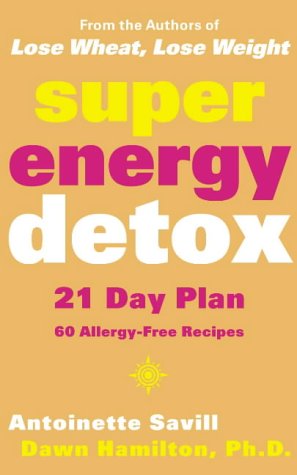 From the Authors of
Lose Wheat, Lose Weight
super
energy
detox
21 Day Plan
60 Allergy-Free Recipes
Antoinette Savill
Dawn Hamilton, Ph.D.